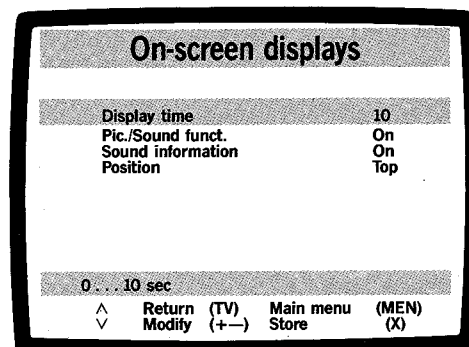 On-screen displays
Display time 10
Pic./Sound funct. On
Sound information On
Position Top
0 . . . 10 sec
∧ Return (TV) Main menu (MEN)
∨ Modify (+—) Store (X)